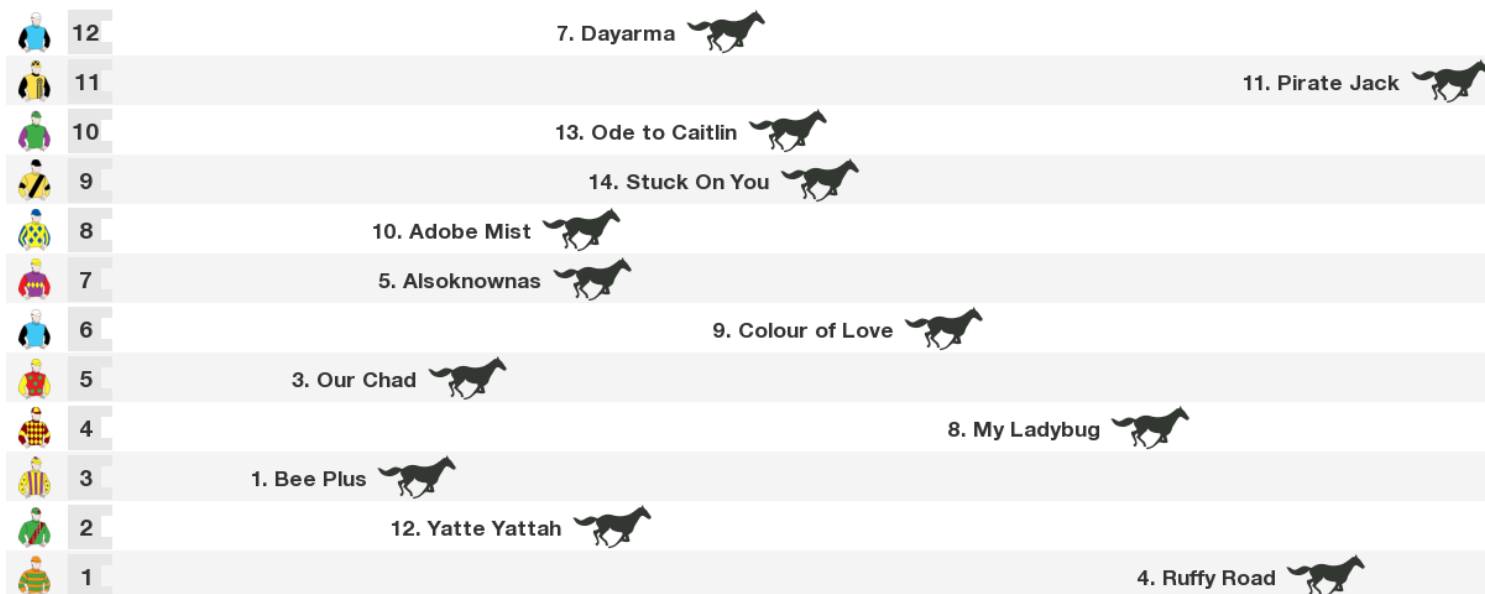 12 7. Dayarma
11 11. Pirate Jack
10 13. Ode to Caitlin
9 14. Stuck On You
8 10. Adobe Mist
7 5. Alsoknownas
6 9. Colour of Love
5 3. Our Chad
4 8. My Ladybug
3 1. Bee Plus
2 12. Yatte Yattah
1 4. Ruffy Road